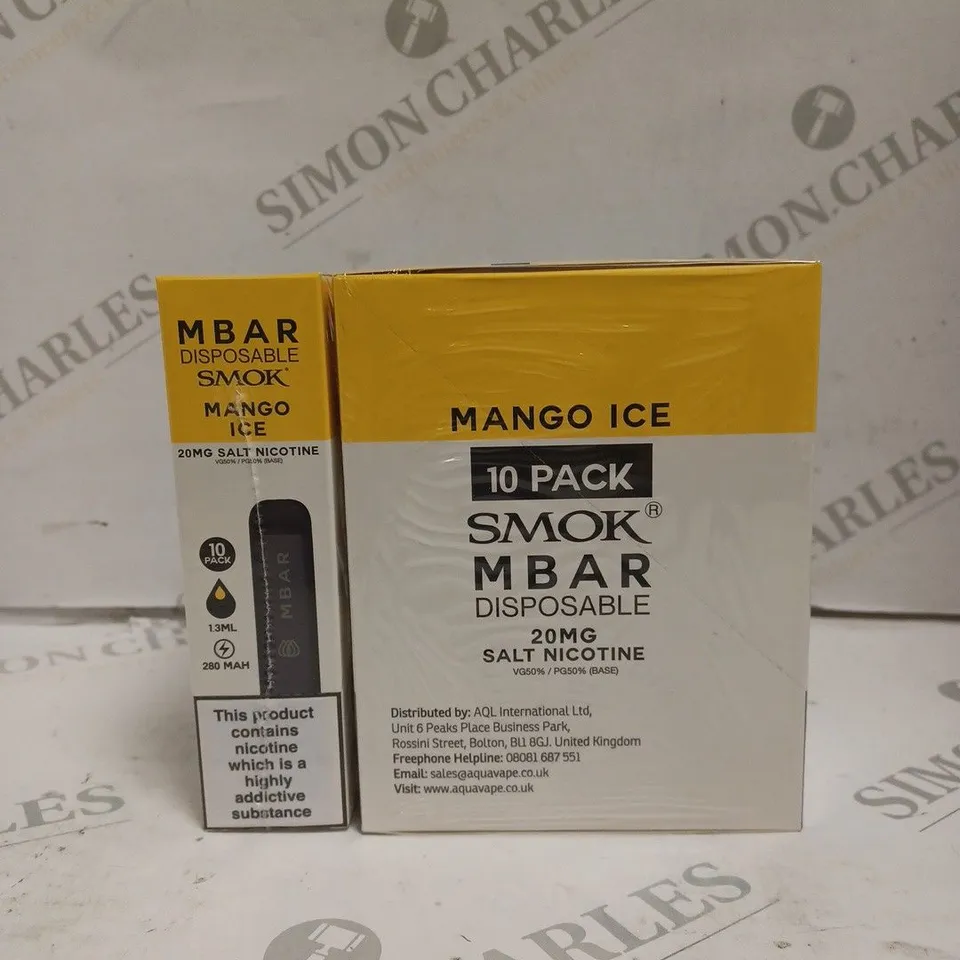 SIMON CHARLES
SIMON CHARLES
MBAR
DISPOSABLE
SMOK
MANGO
ICE
20MG SALT NICOTINE
VG50% / PG50% (BASE)
10
PACK
1.3ML
280 MAH
MBAR
This product
contains
nicotine
which is a
highly
addictive
substance
MANGO ICE
10 PACK
SMOK®
MBAR
DISPOSABLE
20MG
SALT NICOTINE
VG50% / PG50% (BASE)
Distributed by: AQL International Ltd,
Unit 6 Peaks Place Business Park,
Rossini Street, Bolton, BL1 8GJ. United Kingdom
Freephone Helpline: 08081 687 551
Email: sales@aquavape.co.uk
Visit: www.aquavape.co.uk
SIMON CHARLES